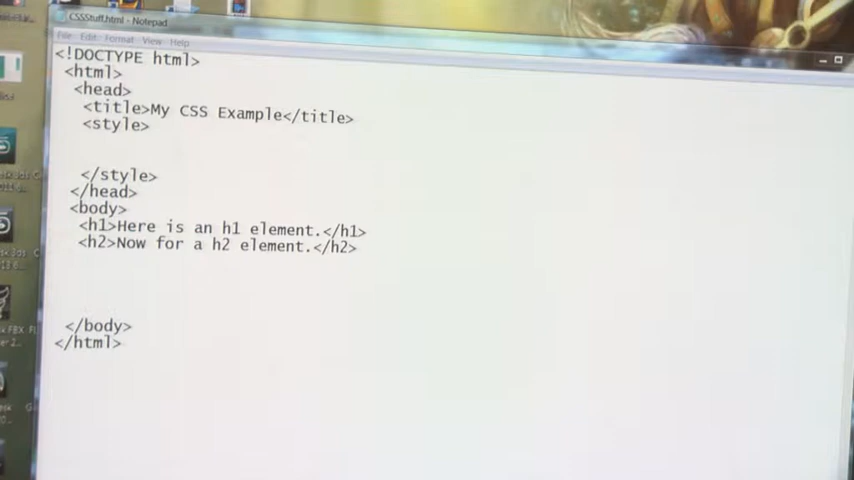 CSSStuff.html - Notepad
File Edit Format View Help
<!DOCTYPE html>
<html>
<head>
<title>My CSS Example</title>
<style>
</style>
</head>
<body>
<h1>Here is an h1 element.</h1>
<h2>Now for a h2 element.</h2>
</body>
</html>